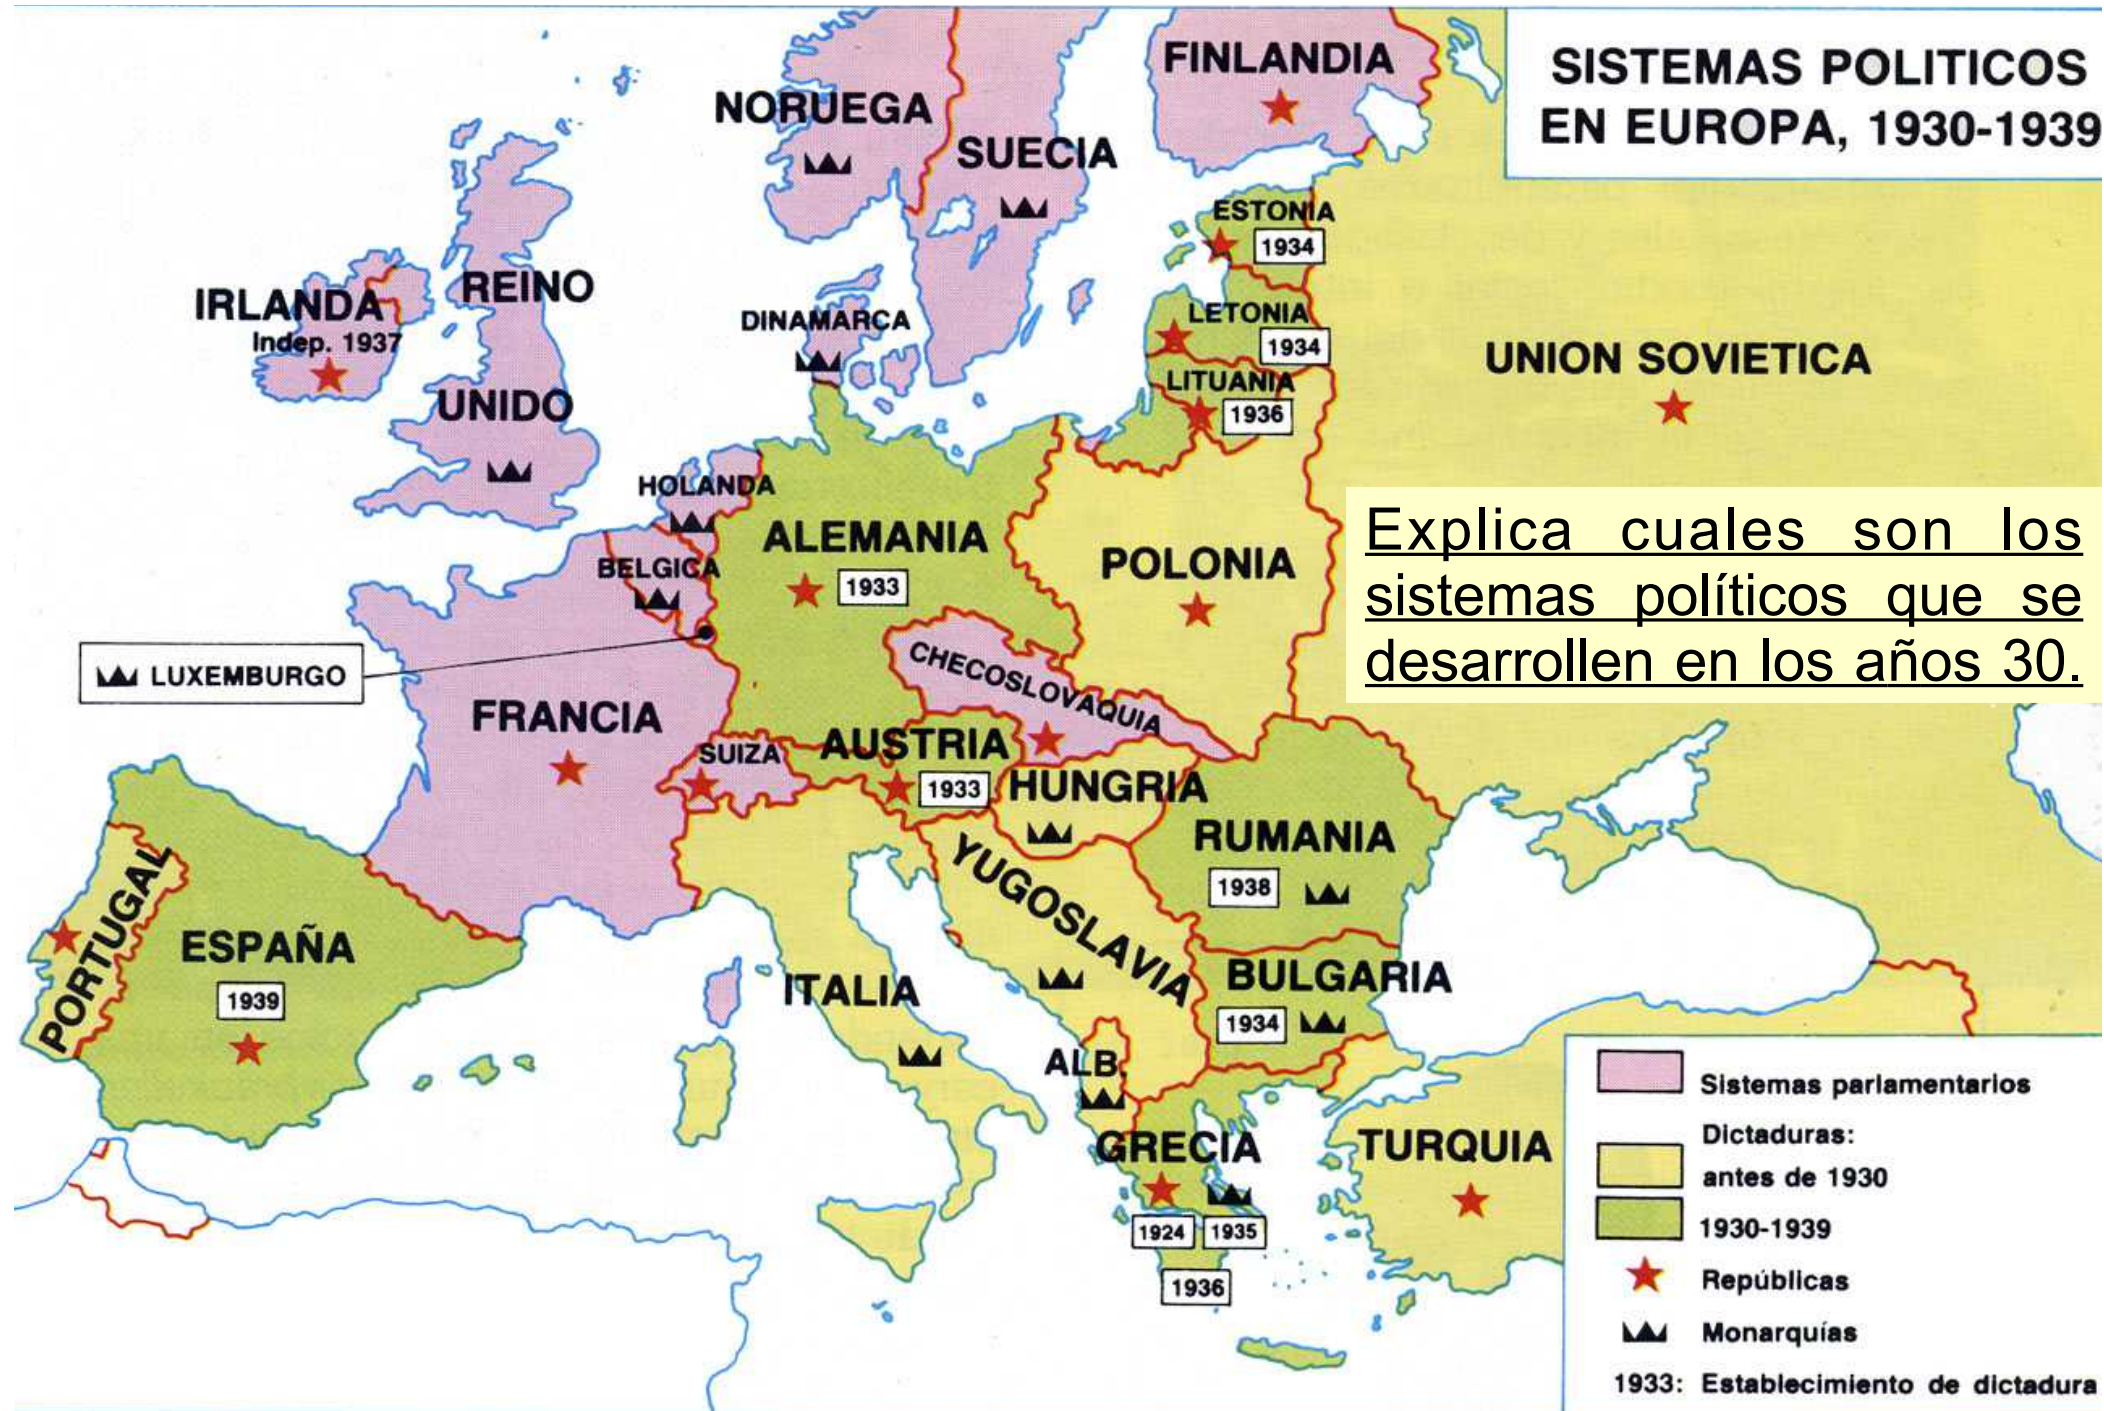 SISTEMAS POLITICOS
EN EUROPA, 1930-1939
FINLANDIA
NORUEGA
SUECIA
ESTONIA
1934
IRLANDA
Indep. 1937
REINO
UNIDO
DINAMARCA
LETONIA
1934
LITUANIA
1936
UNION SOVIETICA
HOLANDA
ALEMANIA
1933
BELGICA
POLONIA
Explica cuales son los
sistemas políticos que se
desarrollen en los años 30.
LUXEMBURGO
CHECOSLOVAQUIA
FRANCIA
SUIZA
AUSTRIA
1933
HUNGRIA
RUMANIA
1938
YUGOSLAVIA
PORTUGAL
ESPAÑA
1939
ITALIA
BULGARIA
1934
ALB.
GRECIA
1924
1935
1936
TURQUIA
Sistemas parlamentarios
Dictaduras:
antes de 1930
1930-1939
Repúblicas
Monarquías
1933: Establecimiento de dictadura